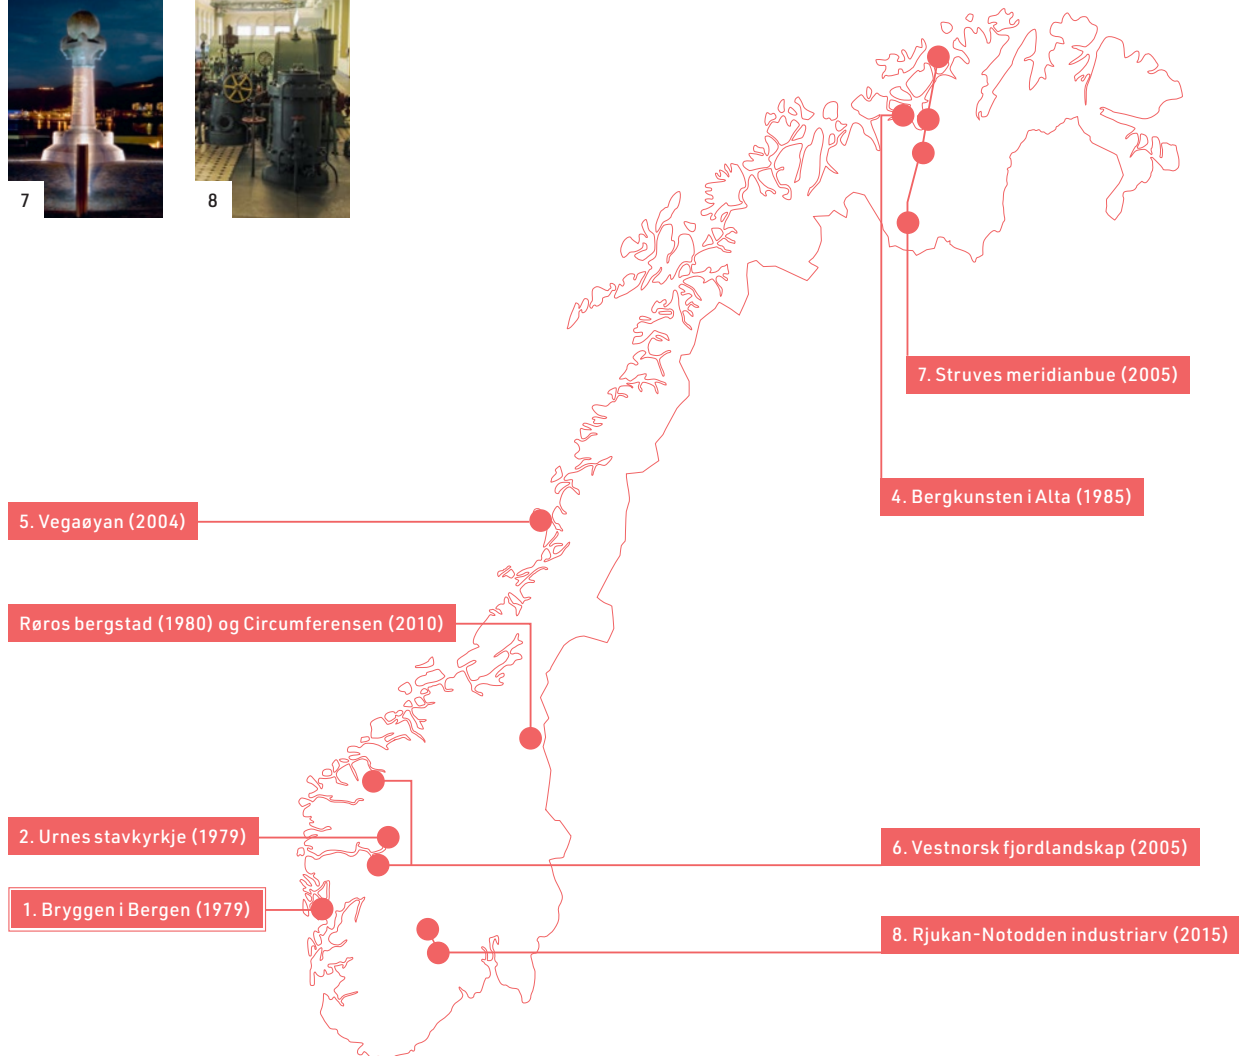 7
8
7. Struves meridianbue (2005)
4. Bergkunsten i Alta (1985)
5. Vegaøyan (2004)
Røros bergstad (1980) og Circumferensen (2010)
2. Urnes stavkyrkje (1979)
6. Vestnorsk fjordlandskap (2005)
1. Bryggen i Bergen (1979)
8. Rjukan-Notodden industriarv (2015)